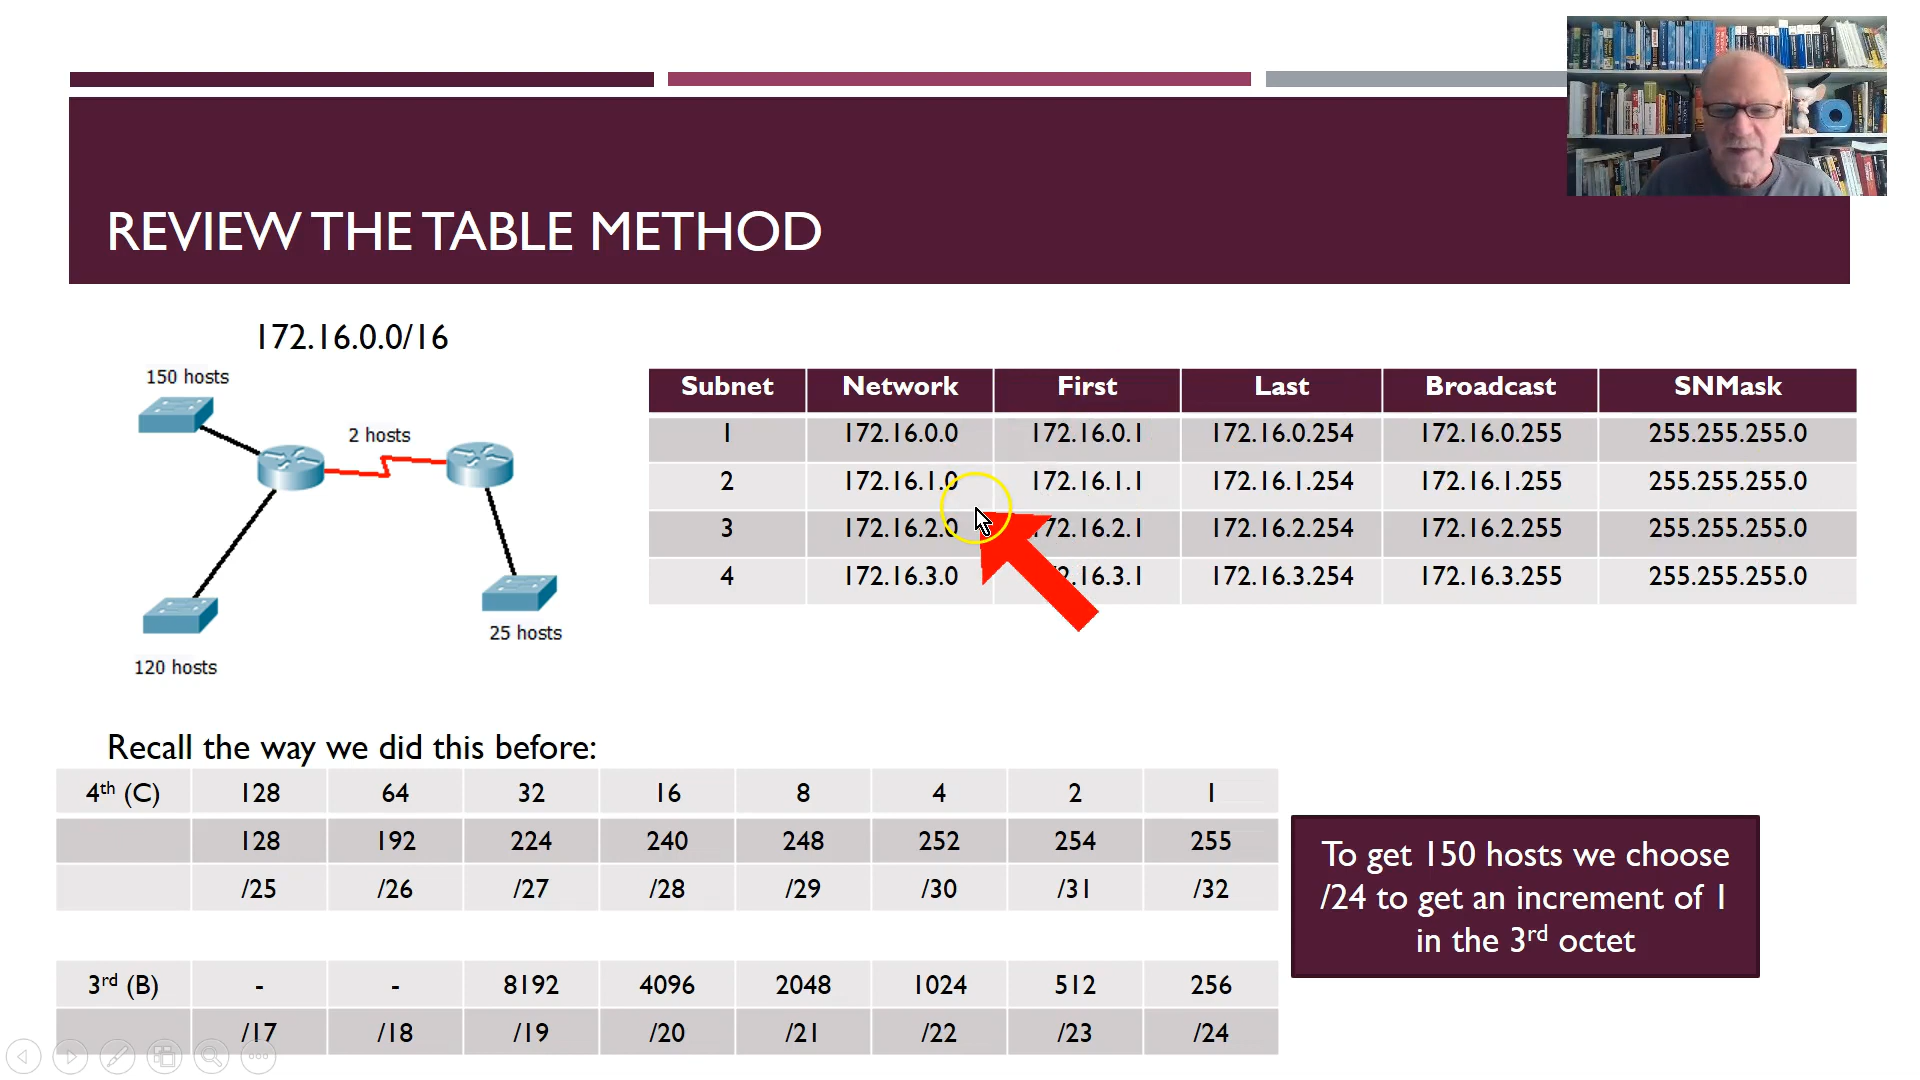 REVIEW THE TABLE METHOD
172.16.0.0/16
150 hosts
2 hosts
25 hosts
120 hosts
Subnet Network First Last Broadcast SNMask
1 172.16.0.0 172.16.0.1 172.16.0.254 172.16.0.255 255.255.255.0
2 172.16.1.0 172.16.1.1 172.16.1.254 172.16.1.255 255.255.255.0
3 172.16.2.0 172.16.2.1 172.16.2.254 172.16.2.255 255.255.255.0
4 172.16.3.0 172.16.3.1 172.16.3.254 172.16.3.255 255.255.255.0
Recall the way we did this before:
4th (C) 128 64 32 16 8 4 2 1
128 192 224 240 248 252 254 255
/25 /26 /27 /28 /29 /30 /31 /32
3rd (B) - - 8192 4096 2048 1024 512 256
/17 /18 /19 /20 /21 /22 /23 /24
To get 150 hosts we choose
/24 to get an increment of 1
in the 3rd octet